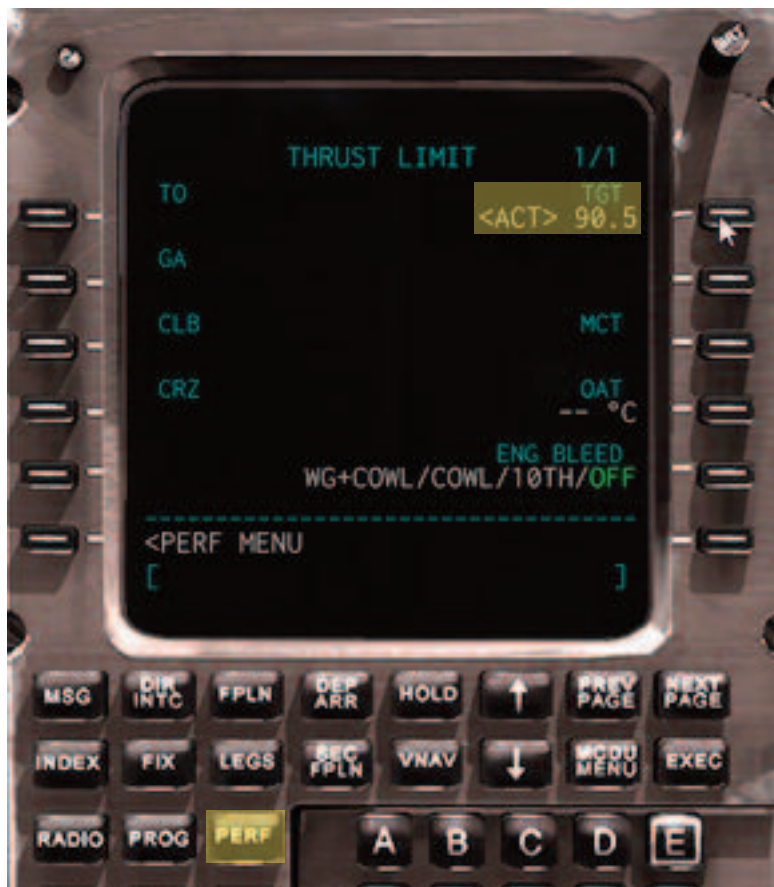 THRUST LIMIT 1/1
TO TGT
<ACT> 90.5
GA
CLB MCT
CRZ OAT
-- °C
ENG BLEED
WG+COWL/COWL/10TH/OFF
<PERF MENU
[ ]
MSG DIR INTC FPLN DEP ARR HOLD ↑ PREV PAGE NEXT PAGE
INDEX FIX LEGS SEC FPLN VNAV ↓ MCDU MENU EXEC
RADIO PROG PERF A B C D E